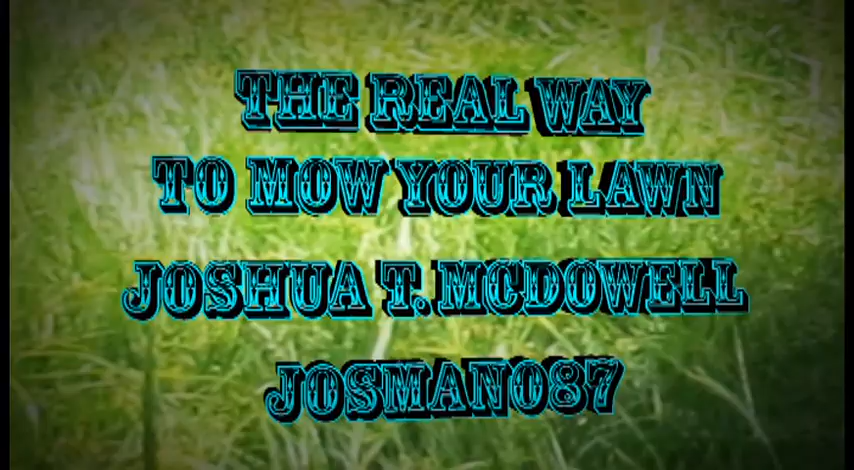 THE REAL WAY
TO MOW YOUR LAWN
JOSHUA T. MCDOWELL
JOSMAN087